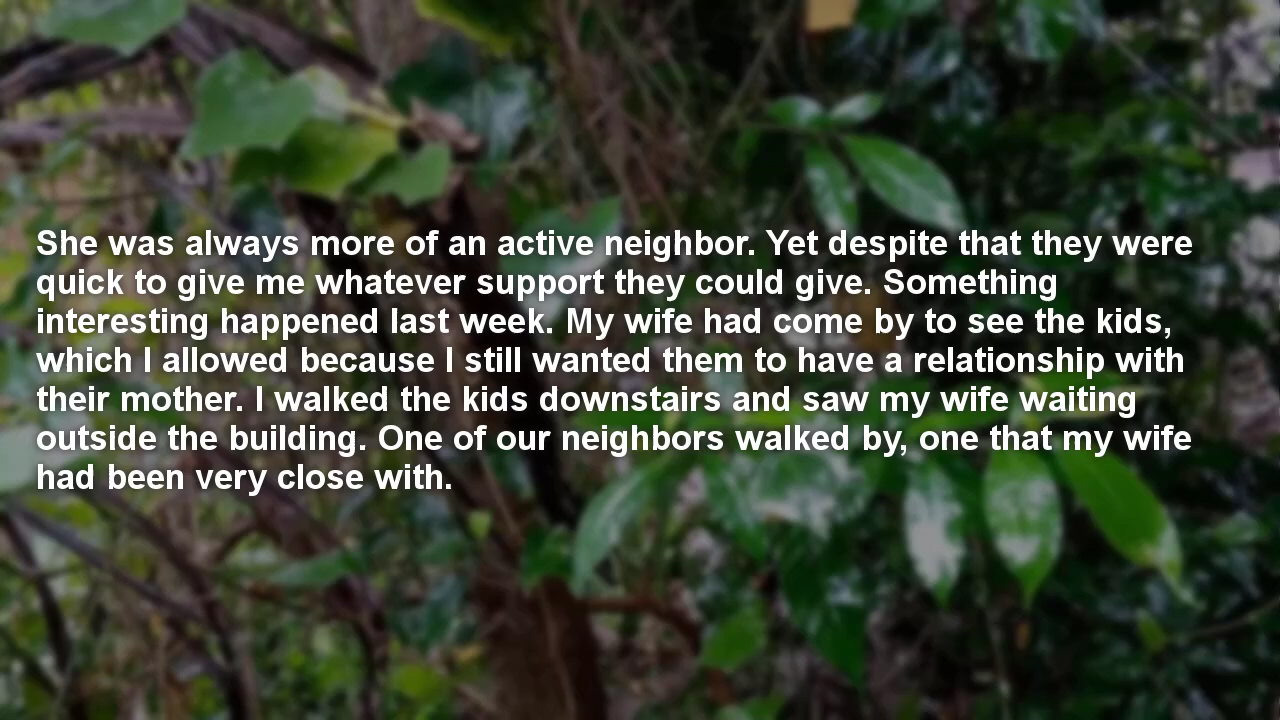 She was always more of an active neighbor. Yet despite that they were
quick to give me whatever support they could give. Something
interesting happened last week. My wife had come by to see the kids,
which I allowed because I still wanted them to have a relationship with
their mother. I walked the kids downstairs and saw my wife waiting
outside the building. One of our neighbors walked by, one that my wife
had been very close with.